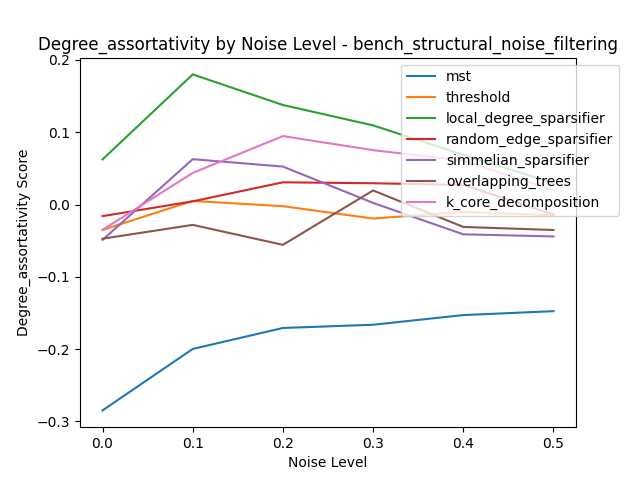 Degree_assortativity by Noise Level - bench_structural_noise_filtering
0.2
0.1
0.0
−0.1
−0.2
−0.3
Degree_assortativity Score
mst
threshold
local_degree_sparsifier
random_edge_sparsifier
simmelian_sparsifier
overlapping_trees
k_core_decomposition
0.0 0.1 0.2 0.3 0.4 0.5
Noise Level